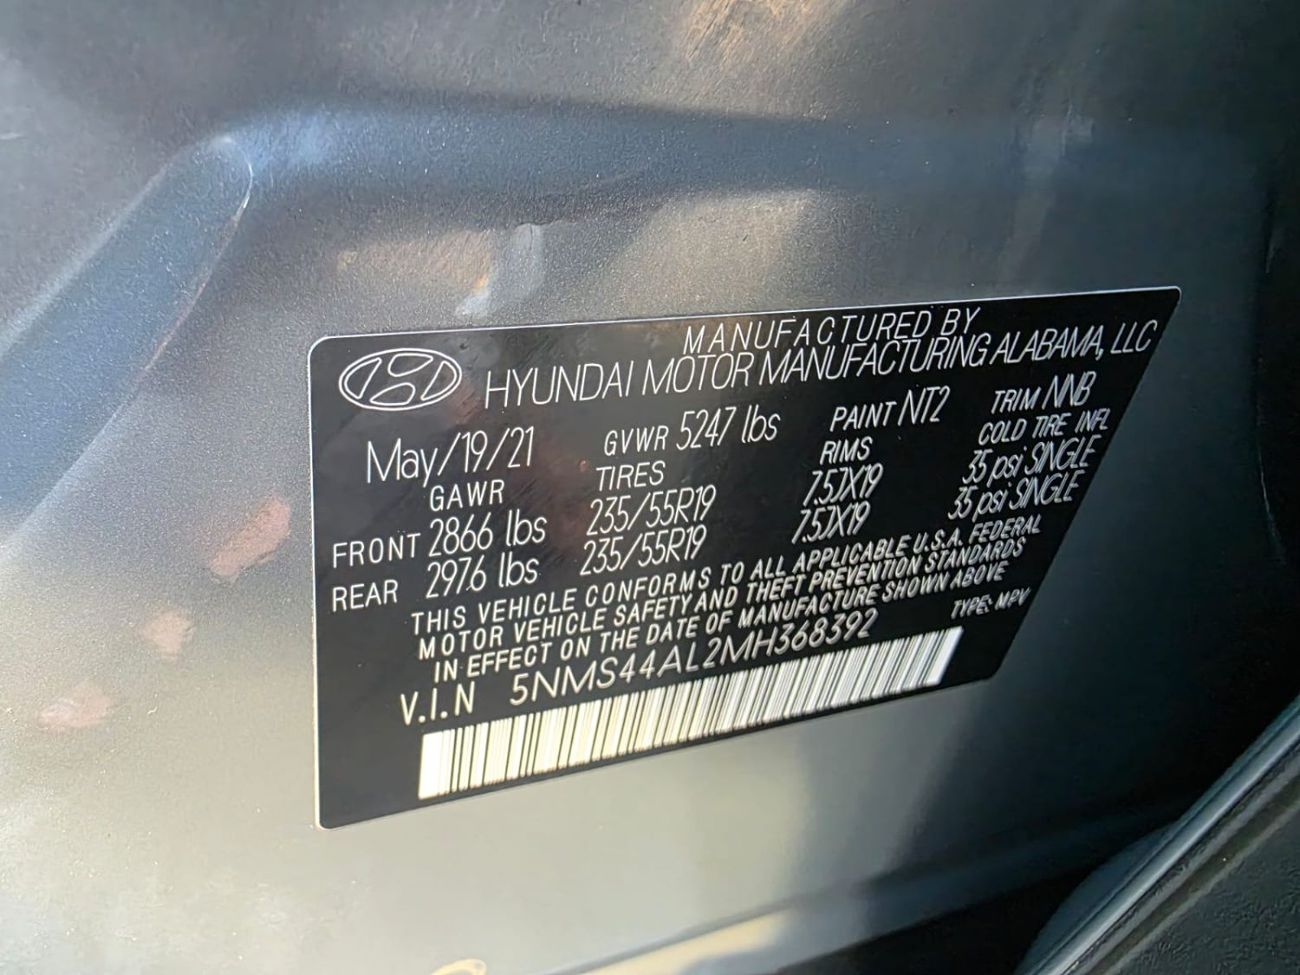 MANUFACTURED BY
HYUNDAI MOTOR MANUFACTURING ALABAMA, LLC
May/19/21 GVWR 5247 lbs PAINT NT2 TRIM NNB
GAWR TIRES RIMS COLD TIRE INFL
FRONT 2866 lbs 235/55R19 7.5JX19 35 psi SINGLE
REAR 2976 lbs 235/55R19 7.5JX19 35 psi SINGLE
THIS VEHICLE CONFORMS TO ALL APPLICABLE U.S.A. FEDERAL
MOTOR VEHICLE SAFETY AND THEFT PREVENTION STANDARDS
IN EFFECT ON THE DATE OF MANUFACTURE SHOWN ABOVE
V.I.N 5NMS44AL2MH368392 TYPE: MPV